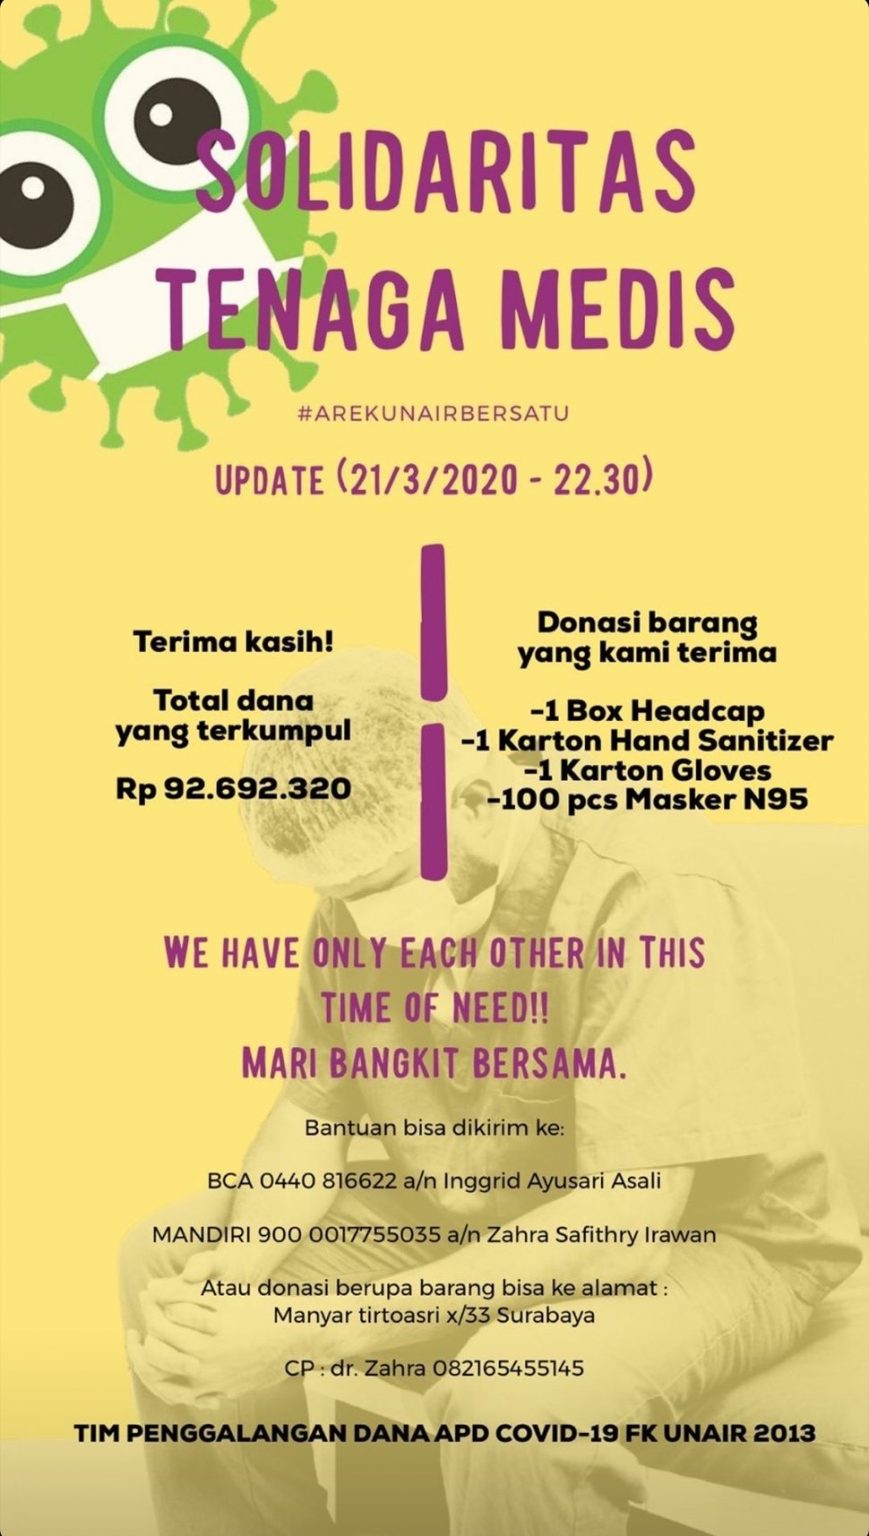 SOLIDARITAS
TENAGA MEDIS
#AREKUNAIRBERSATU
UPDATE (21/3/2020 - 22.30)
Terima kasih!
Total dana
yang terkumpul
Rp 92.692.320
Donasi barang
yang kami terima
-1 Box Headcap
-1 Karton Hand Sanitizer
-1 Karton Gloves
-100 pcs Masker N95
WE HAVE ONLY EACH OTHER IN THIS
TIME OF NEED!!
MARI BANGKIT BERSAMA.
Bantuan bisa dikirim ke:
BCA 0440 816622 a/n Inggrid Ayusari Asali
MANDIRI 900 0017755035 a/n Zahra Safithry Irawan
Atau donasi berupa barang bisa ke alamat :
Manyar tirtoasri x/33 Surabaya
CP : dr. Zahra 082165455145
TIM PENGGALANGAN DANA APD COVID-19 FK UNAIR 2013